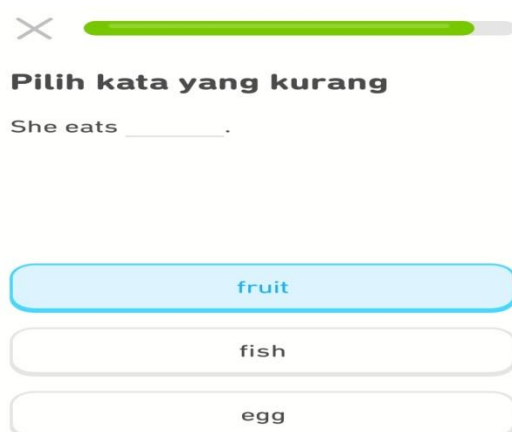 Pilih kata yang kurang
She eats ________.
fruit
fish
egg